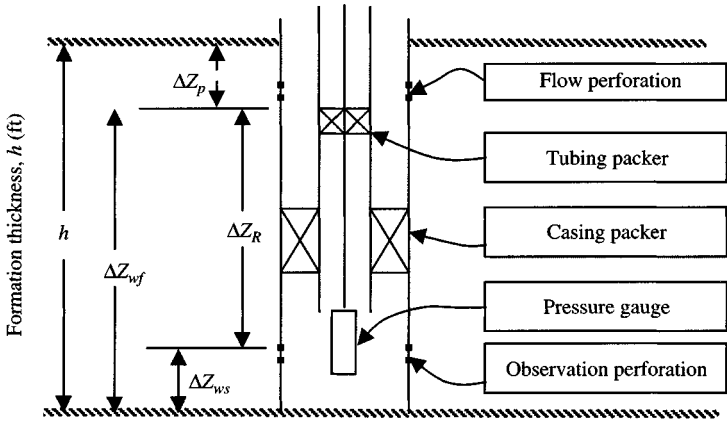 Formation thickness, h (ft)
h
ΔZp
ΔZwf
ΔZR
ΔZws
Flow perforation
Tubing packer
Casing packer
Pressure gauge
Observation perforation